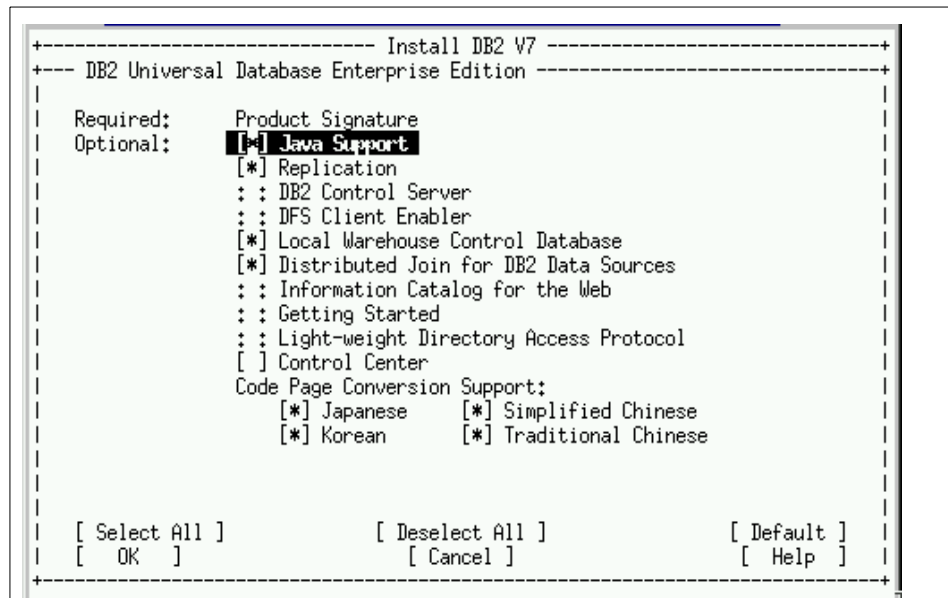 +------------------------------- Install DB2 V7 -------------------------------+
+--- DB2 Universal Database Enterprise Edition --------------------------------+
| |
| Required: Product Signature |
| Optional: [*] Java Support |
| [*] Replication |
| : : DB2 Control Server |
| : : DFS Client Enabler |
| [*] Local Warehouse Control Database |
| [*] Distributed Join for DB2 Data Sources |
| : : Information Catalog for the Web |
| : : Getting Started |
| : : Light-weight Directory Access Protocol |
| [ ] Control Center |
| Code Page Conversion Support: |
| [*] Japanese [*] Simplified Chinese |
| [*] Korean [*] Traditional Chinese |
| |
| |
| |
| [ Select All ] [ Deselect All ] [ Default ] |
| [ OK ] [ Cancel ] [ Help ] |
+------------------------------------------------------------------------------+